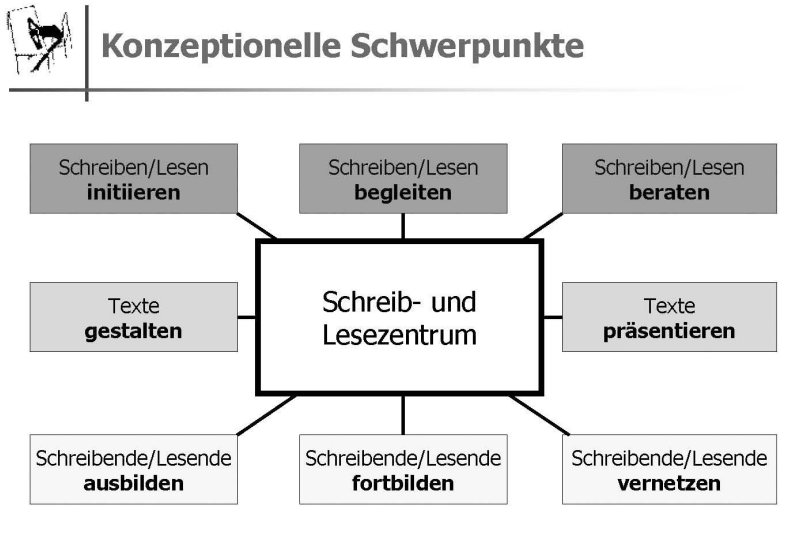 Konzeptionelle Schwerpunkte
Schreiben/Lesen
initiieren
Schreiben/Lesen
begleiten
Schreiben/Lesen
beraten
Texte
gestalten
Schreib- und
Lesezentrum
Texte
präsentieren
Schreibende/Lesende
ausbilden
Schreibende/Lesende
fortbilden
Schreibende/Lesende
vernetzen